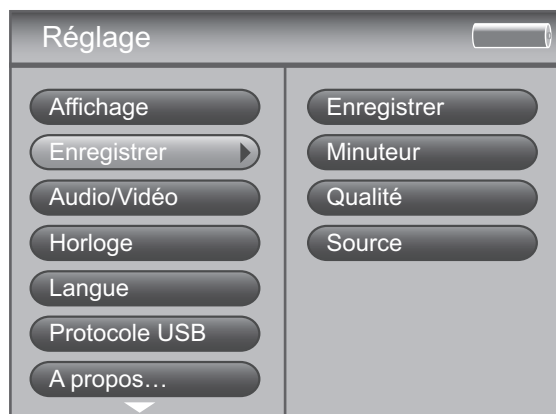 Réglage
Affichage
Enregistrer
Audio/Vidéo
Horloge
Langue
Protocole USB
A propos…
Enregistrer
Minuteur
Qualité
Source